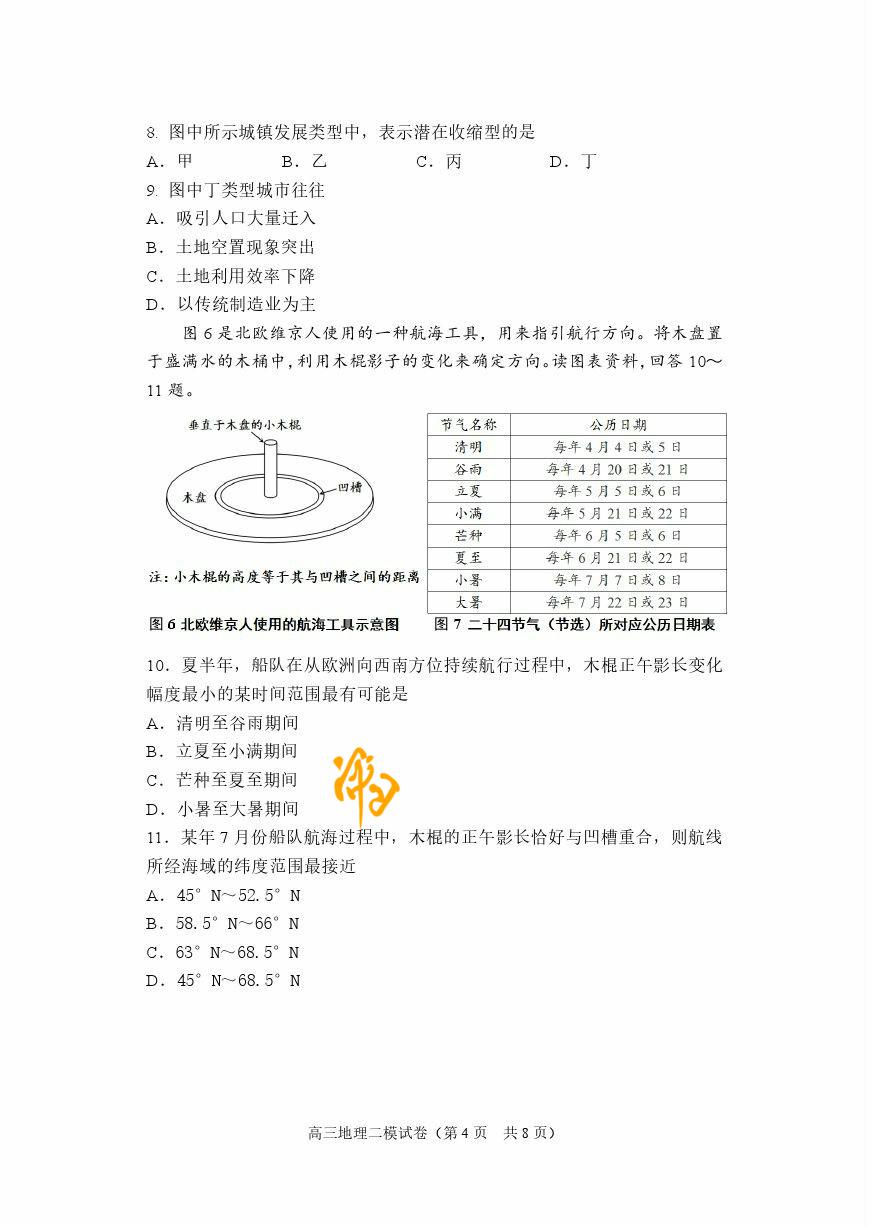 8. 图中所示城镇发展类型中，表示潜在收缩型的是
A．甲 B．乙 C．丙 D．丁
9. 图中丁类型城市往往
A．吸引人口大量迁入
B．土地空置现象突出
C．土地利用效率下降
D．以传统制造业为主
图 6 是北欧维京人使用的一种航海工具，用来指引航行方向。将木盘置
于盛满水的木桶中，利用木棍影子的变化来确定方向。读图表资料，回答 10～
11 题。
垂直于木盘的小木棍
凹槽
木盘
注：小木棍的高度等于其与凹槽之间的距离
图 6 北欧维京人使用的航海工具示意图
节气名称 公历日期
清明 每年 4 月 4 日或 5 日
谷雨 每年 4 月 20 日或 21 日
立夏 每年 5 月 5 日或 6 日
小满 每年 5 月 21 日或 22 日
芒种 每年 6 月 5 日或 6 日
夏至 每年 6 月 21 日或 22 日
小暑 每年 7 月 7 日或 8 日
大暑 每年 7 月 22 日或 23 日
图 7 二十四节气（节选）所对应公历日期表
10．夏半年，船队在从欧洲向西南方位持续航行过程中，木棍正午影长变化
幅度最小的某时间范围最有可能是
A．清明至谷雨期间
B．立夏至小满期间
C．芒种至夏至期间
D．小暑至大暑期间
11．某年 7 月份船队航海过程中，木棍的正午影长恰好与凹槽重合，则航线
所经海域的纬度范围最接近
A．45° N～52.5° N
B．58.5° N～66° N
C．63° N～68.5° N
D．45° N～68.5° N
高三地理二模试卷（第 4 页 共 8 页）